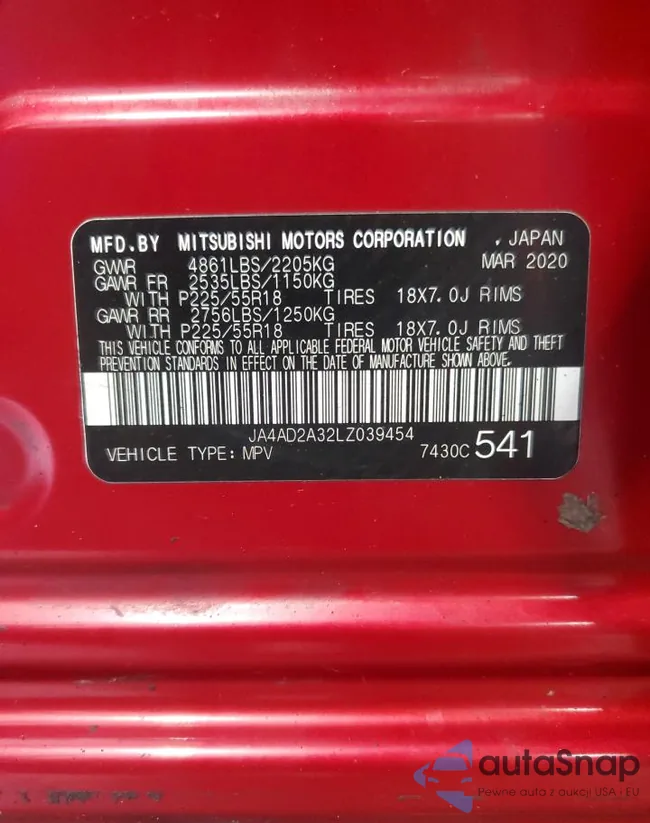 MFD.BY MITSUBISHI MOTORS CORPORATION , JAPAN
GVWR 4861LBS/2205KG MAR 2020
GAWR FR 2535LBS/1150KG
WITH P225/55R18 TIRES 18X7.0J RIMS
GAWR RR 2756LBS/1250KG
WITH P225/55R18 TIRES 18X7.0J RIMS
THIS VEHICLE CONFORMS TO ALL APPLICABLE FEDERAL MOTOR VEHICLE SAFETY AND THEFT
PREVENTION STANDARDS IN EFFECT ON THE DATE OF MANUFACTURE SHOWN ABOVE.
JA4AD2A32LZ039454
VEHICLE TYPE: MPV 7430C 541
autoSnap
Pewne auta z aukcji USA - EU